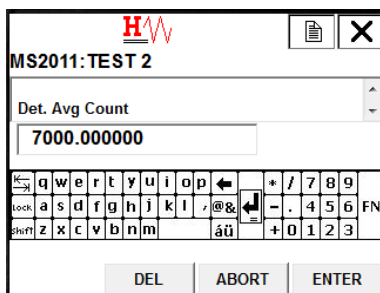 H
MS2011:TEST 2
Det. Avg Count
7000.000000
q w e r t y u i o p * / 7 8 9
lock a s d f g h j k l , @& - . 4 5 6 FN
shift z x c v b n m áü + 0 1 2 3
DEL ABORT ENTER